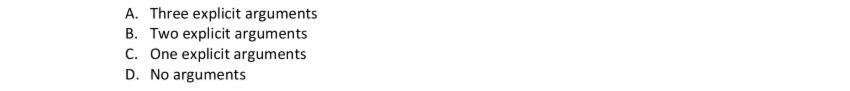 A. Three explicit arguments
B. Two explicit arguments
C. One explicit arguments
D. No arguments